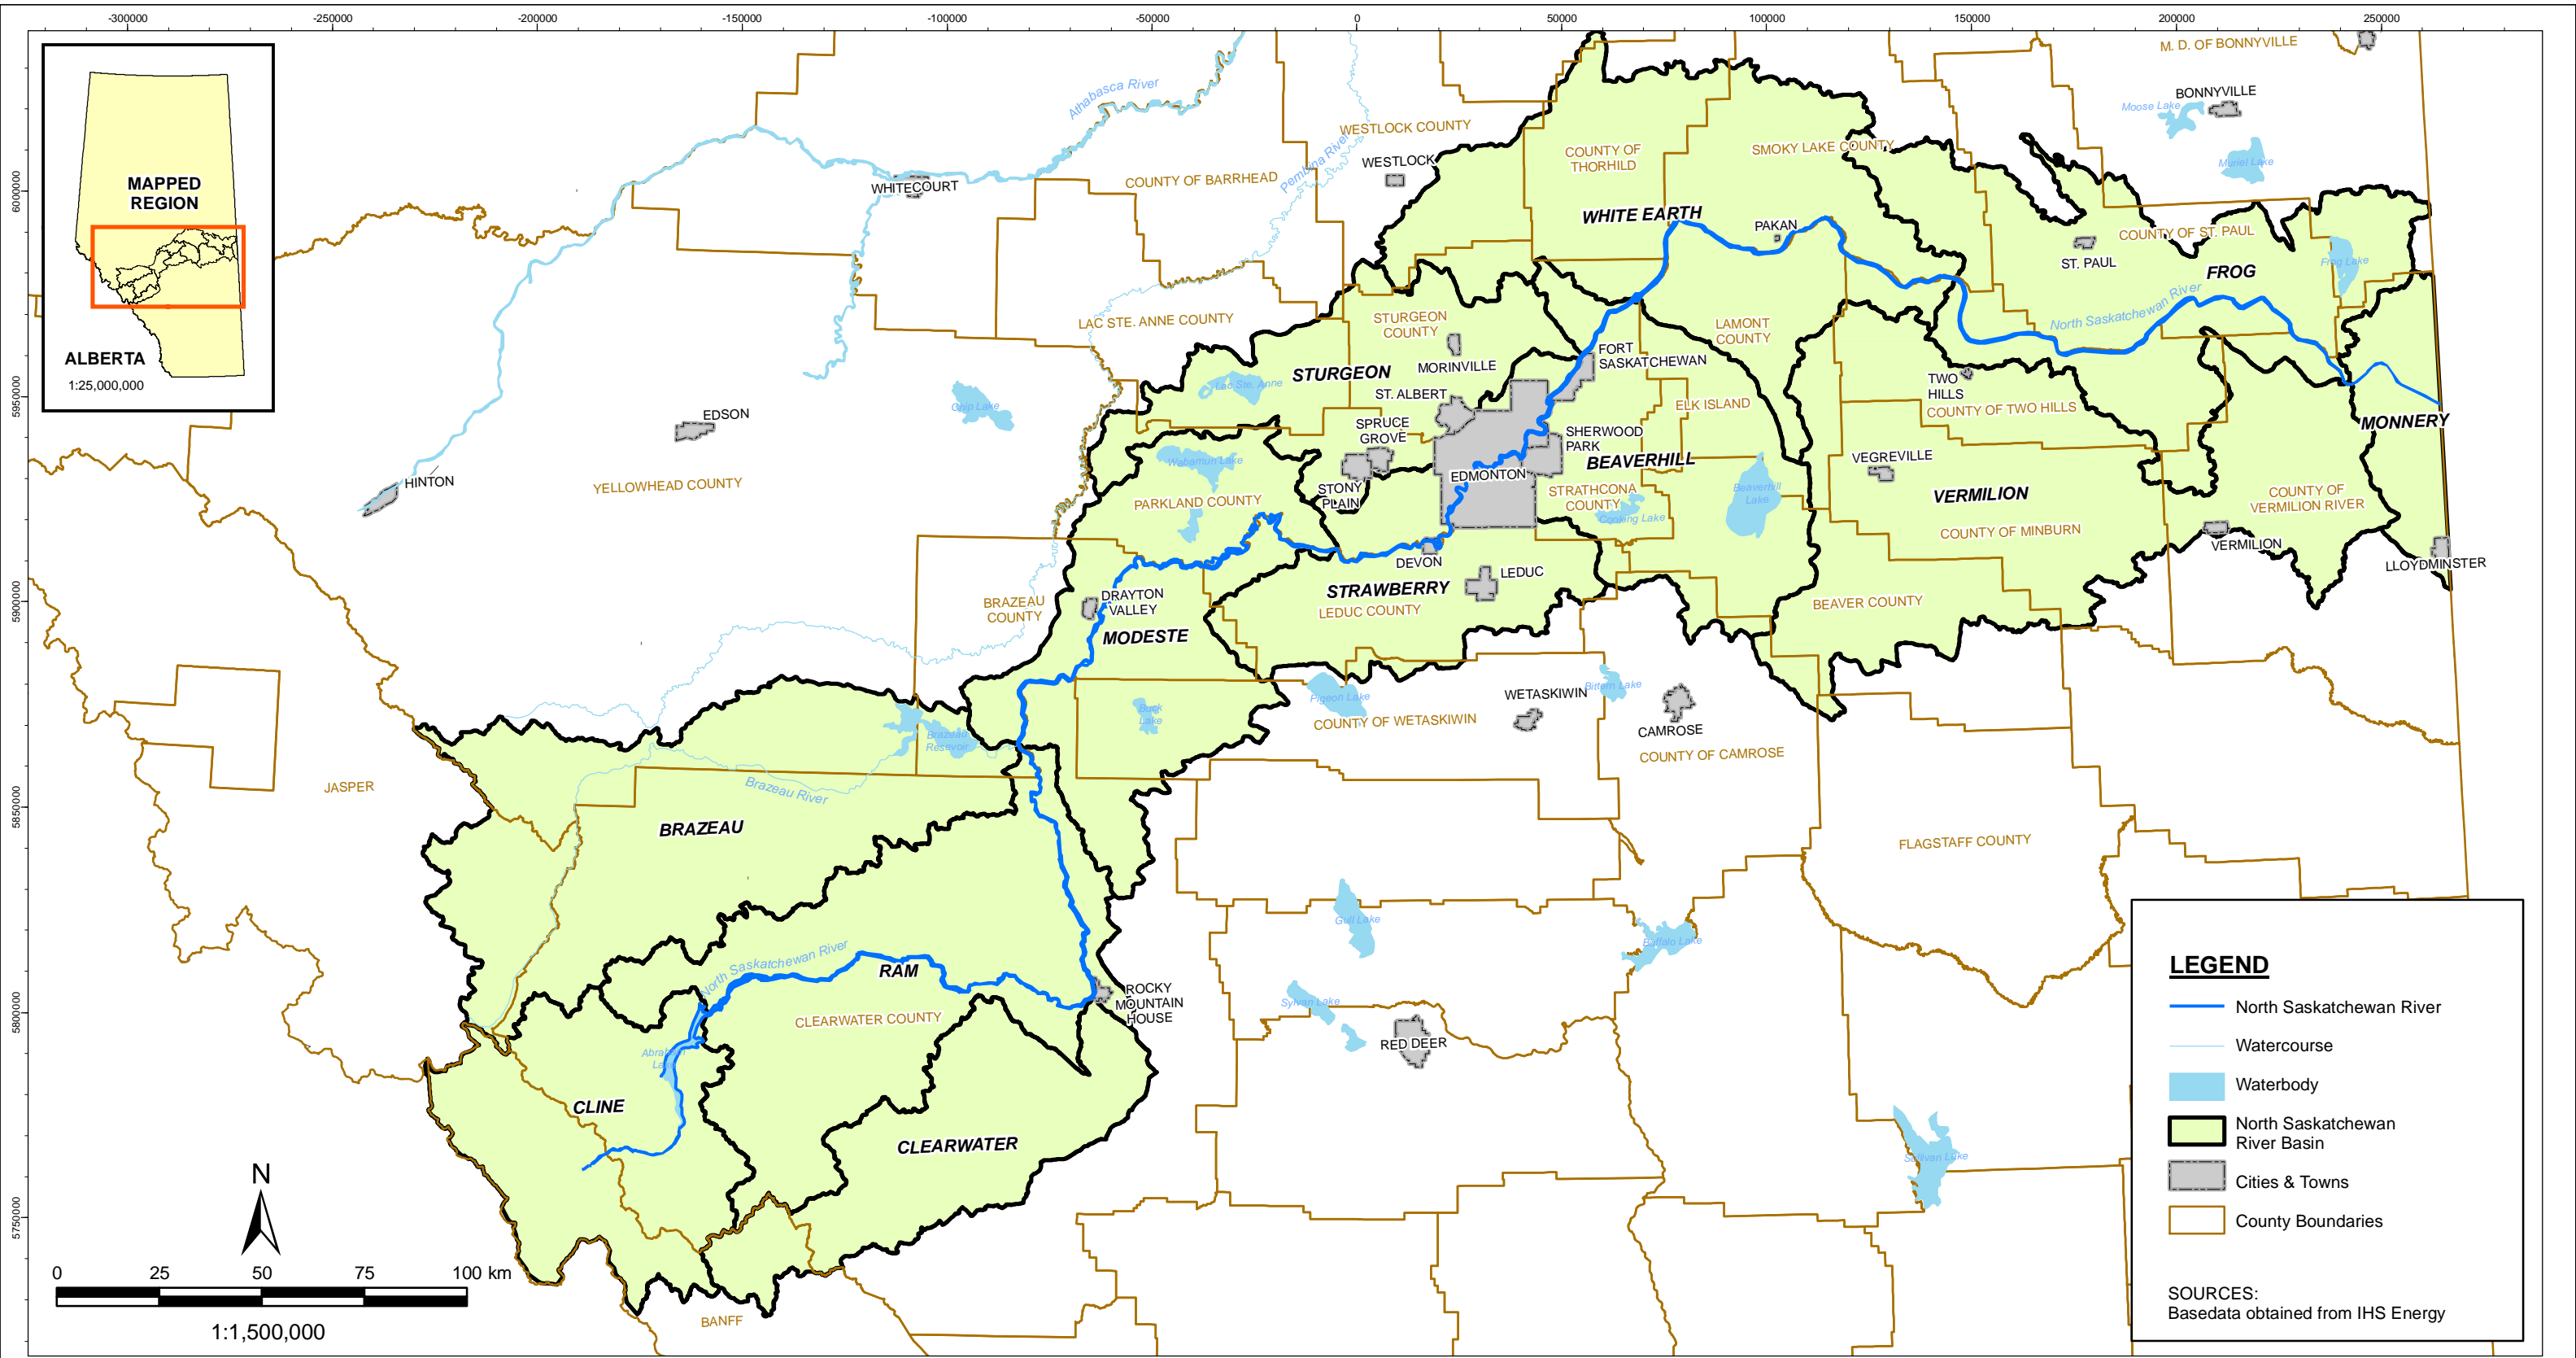 -300000
-250000
-200000
-150000
-100000
-50000
0
50000
100000
150000
200000
250000
6000000
5950000
5900000
5850000
5800000
5750000
MAPPED
REGION
ALBERTA
1:25,000,000
M. D. OF BONNYVILLE
BONNYVILLE
Moose Lake
Muriel Lake
Athabasca River
Pembina River
WESTLOCK COUNTY
WESTLOCK
COUNTY OF
THORHILD
SMOKY LAKE COUNTY
WHITECOURT
COUNTY OF BARRHEAD
WHITE EARTH
PAKAN
COUNTY OF ST. PAUL
ST. PAUL
FROG
Frog Lake
North Saskatchewan River
LAC STE. ANNE COUNTY
STURGEON
COUNTY
LAMONT
COUNTY
MORINVILLE
FORT
SASKATCHEWAN
STURGEON
Lac Ste. Anne
ST. ALBERT
Chip Lake
EDSON
TWO
HILLS
COUNTY OF TWO HILLS
ELK ISLAND
MONNERY
SPRUCE
GROVE
SHERWOOD
PARK
BEAVERHILL
Wabamun Lake
EDMONTON
VEGREVILLE
HINTON
YELLOWHEAD COUNTY
PARKLAND COUNTY
STONY
PLAIN
STRATHCONA
COUNTY
Cooking Lake
Beaverhill
Lake
VERMILION
COUNTY OF
VERMILION RIVER
COUNTY OF MINBURN
VERMILION
LLOYDMINSTER
DEVON
LEDUC
STRAWBERRY
LEDUC COUNTY
BRAZEAU
COUNTY
DRAYTON
VALLEY
MODESTE
BEAVER COUNTY
Pigeon Lake
Bittern Lake
WETASKIWIN
COUNTY OF WETASKIWIN
CAMROSE
COUNTY OF CAMROSE
Buck
Lake
Brazeau
Resevoir
Brazeau River
JASPER
BRAZEAU
FLAGSTAFF COUNTY
Gull Lake
Buffalo Lake
North Saskatchewan River
RAM
ROCKY
MOUNTAIN
HOUSE
Sylvan Lake
CLEARWATER COUNTY
RED DEER
Abraham
Lake
CLINE
CLEARWATER
Sullivan Lake
BANFF
N
0
25
50
75
100 km
1:1,500,000
LEGEND
North Saskatchewan River
Watercourse
Waterbody
North Saskatchewan
River Basin
Cities & Towns
County Boundaries
SOURCES:
Basedata obtained from IHS Energy